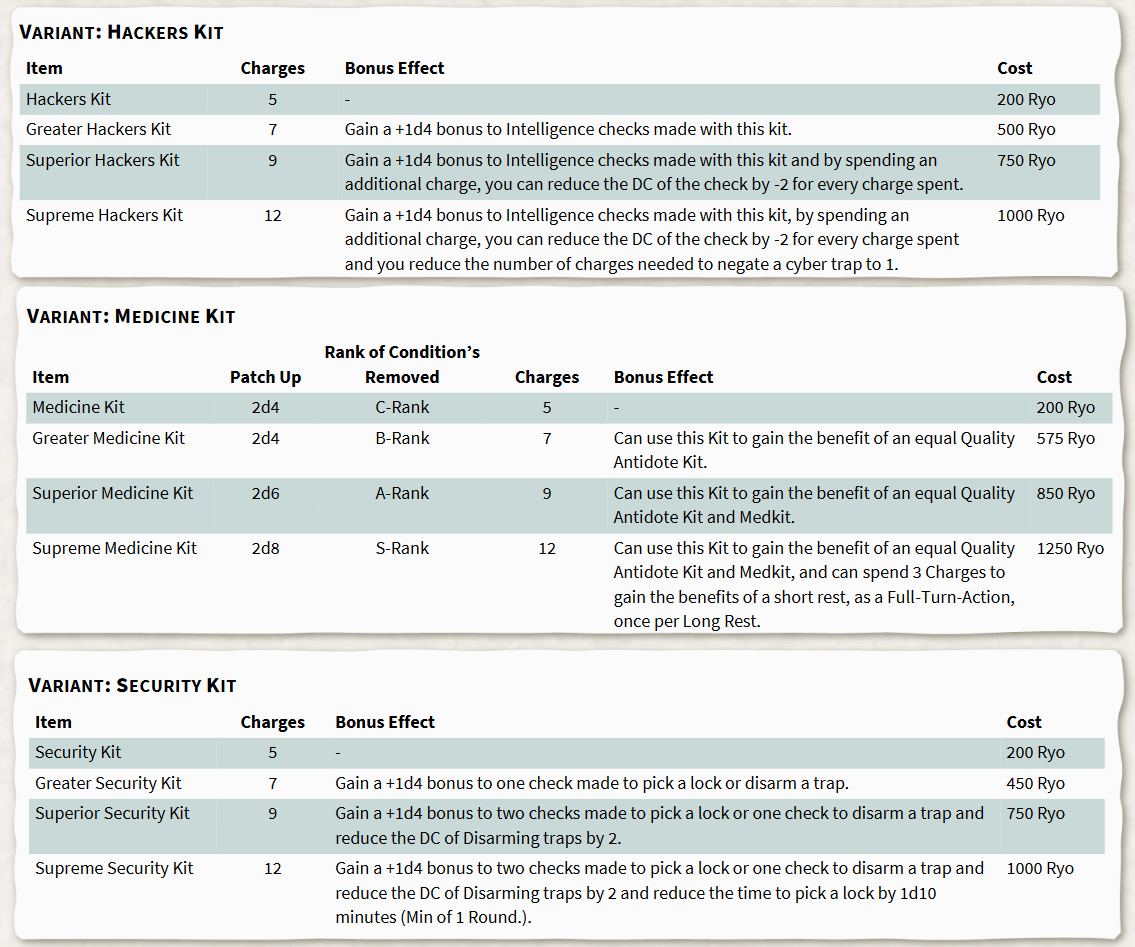 VARIANT: HACKERS KIT
Item Charges Bonus Effect Cost
Hackers Kit 5 - 200 Ryo
Greater Hackers Kit 7 Gain a +1d4 bonus to Intelligence checks made with this kit. 500 Ryo
Superior Hackers Kit 9 Gain a +1d4 bonus to Intelligence checks made with this kit and by spending an 750 Ryo
additional charge, you can reduce the DC of the check by -2 for every charge spent.
Supreme Hackers Kit 12 Gain a +1d4 bonus to Intelligence checks made with this kit, by spending an 1000 Ryo
additional charge, you can reduce the DC of the check by -2 for every charge spent
and you reduce the number of charges needed to negate a cyber trap to 1.
VARIANT: MEDICINE KIT
Rank of Condition's
Item Patch Up Removed Charges Bonus Effect Cost
Medicine Kit 2d4 C-Rank 5 - 200 Ryo
Greater Medicine Kit 2d4 B-Rank 7 Can use this Kit to gain the benefit of an equal Quality 575 Ryo
Antidote Kit.
Superior Medicine Kit 2d6 A-Rank 9 Can use this Kit to gain the benefit of an equal Quality 850 Ryo
Antidote Kit and Medkit.
Supreme Medicine Kit 2d8 S-Rank 12 Can use this Kit to gain the benefit of an equal Quality 1250 Ryo
Antidote Kit and Medkit, and can spend 3 Charges to
gain the benefits of a short rest, as a Full-Turn-Action,
once per Long Rest.
VARIANT: SECURITY KIT
Item Charges Bonus Effect Cost
Security Kit 5 - 200 Ryo
Greater Security Kit 7 Gain a +1d4 bonus to one check made to pick a lock or disarm a trap. 450 Ryo
Superior Security Kit 9 Gain a +1d4 bonus to two checks made to pick a lock or one check to disarm a trap and 750 Ryo
reduce the DC of Disarming traps by 2.
Supreme Security Kit 12 Gain a +1d4 bonus to two checks made to pick a lock or one check to disarm a trap and 1000 Ryo
reduce the DC of Disarming traps by 2 and reduce the time to pick a lock by 1d10
minutes (Min of 1 Round.).